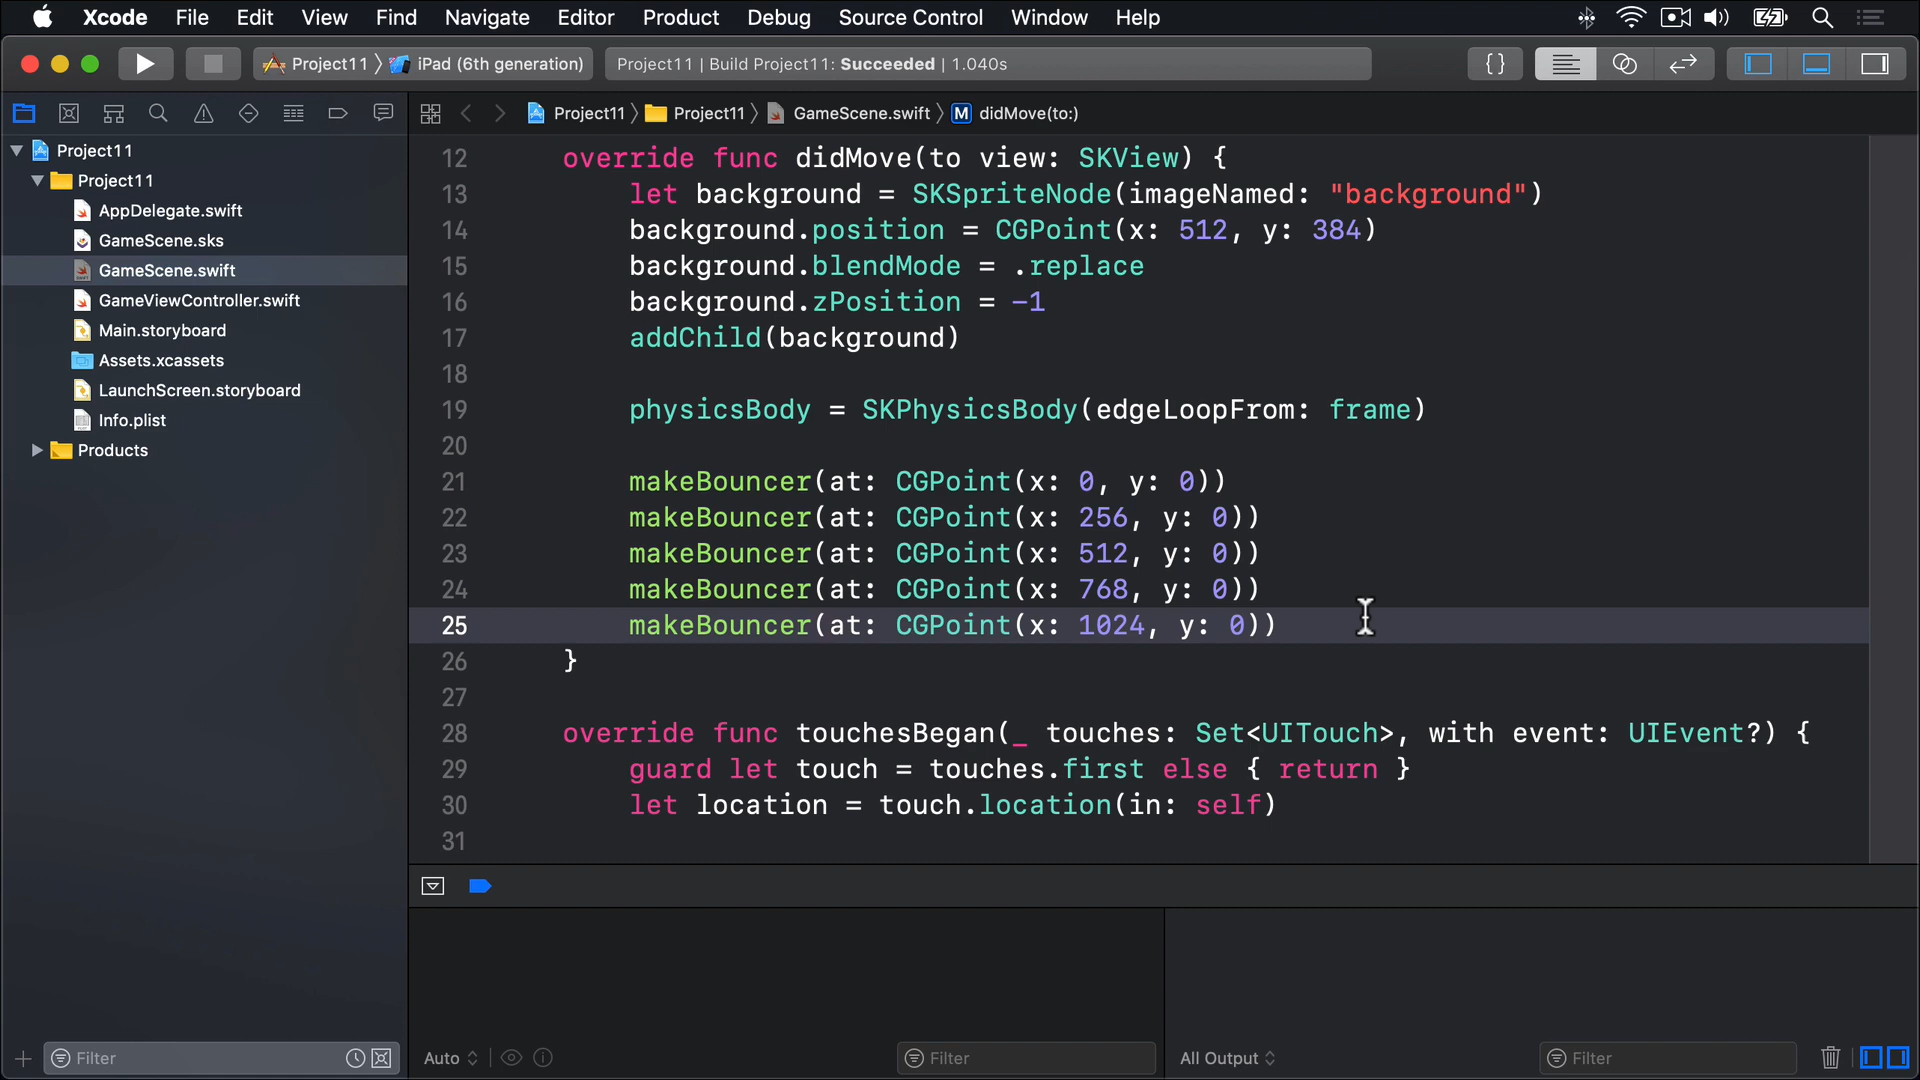 Xcode File Edit View Find Navigate Editor Product Debug Source Control Window Help
Project11 iPad (6th generation) Project11 | Build Project11: Succeeded | 1.040s {}
Project11 Project11 GameScene.swift M didMove(to:)
Project11
Project11
AppDelegate.swift
GameScene.sks
GameScene.swift
GameViewController.swift
Main.storyboard
Assets.xcassets
LaunchScreen.storyboard
Info.plist
Products
12 override func didMove(to view: SKView) {
13 let background = SKSpriteNode(imageNamed: "background")
14 background.position = CGPoint(x: 512, y: 384)
15 background.blendMode = .replace
16 background.zPosition = -1
17 addChild(background)
18
19 physicsBody = SKPhysicsBody(edgeLoopFrom: frame)
20
21 makeBouncer(at: CGPoint(x: 0, y: 0))
22 makeBouncer(at: CGPoint(x: 256, y: 0))
23 makeBouncer(at: CGPoint(x: 512, y: 0))
24 makeBouncer(at: CGPoint(x: 768, y: 0))
25 makeBouncer(at: CGPoint(x: 1024, y: 0))
26 }
27
28 override func touchesBegan(_ touches: Set<UITouch>, with event: UIEvent?) {
29 guard let touch = touches.first else { return }
30 let location = touch.location(in: self)
31
Filter Auto Filter All Output Filter